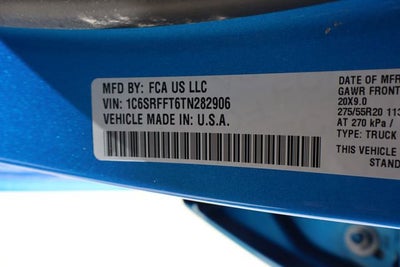 MFD BY: FCA US LLC
VIN: 1C6SRFFT6TN282906
VEHICLE MADE IN: U.S.A.
DATE OF MFR
GAWR FRONT
20X9.0
275/55R20
AT 270 kPa /
TYPE: TRUCK
THIS VEHICLE
STAND